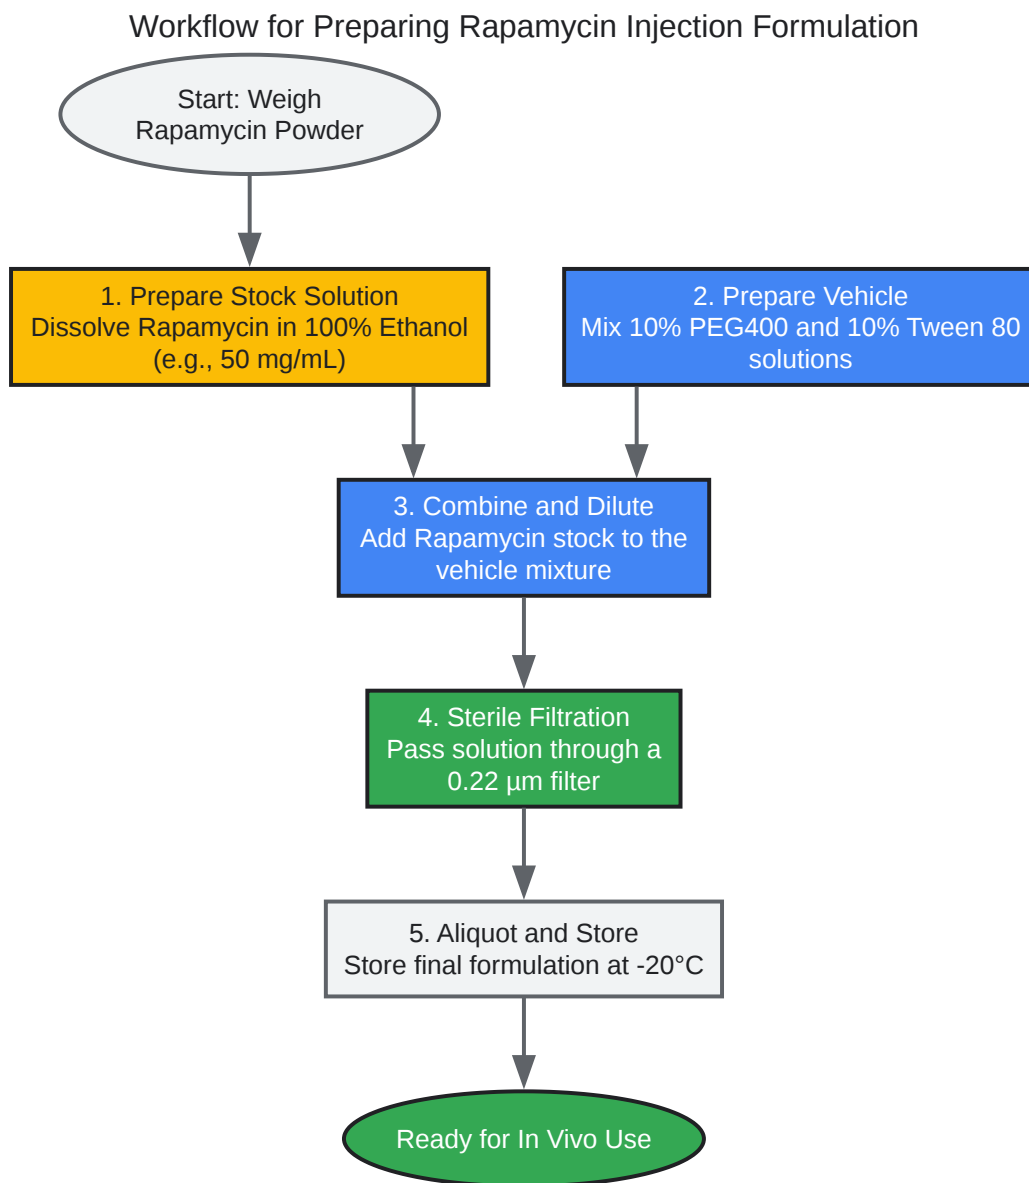 Workflow for Preparing Rapamycin Injection Formulation
Start: Weigh
Rapamycin Powder
1. Prepare Stock Solution
Dissolve Rapamycin in 100% Ethanol
(e.g., 50 mg/mL)
2. Prepare Vehicle
Mix 10% PEG400 and 10% Tween 80
solutions
3. Combine and Dilute
Add Rapamycin stock to the
vehicle mixture
4. Sterile Filtration
Pass solution through a
0.22 µm filter
5. Aliquot and Store
Store final formulation at -20°C
Ready for In Vivo Use